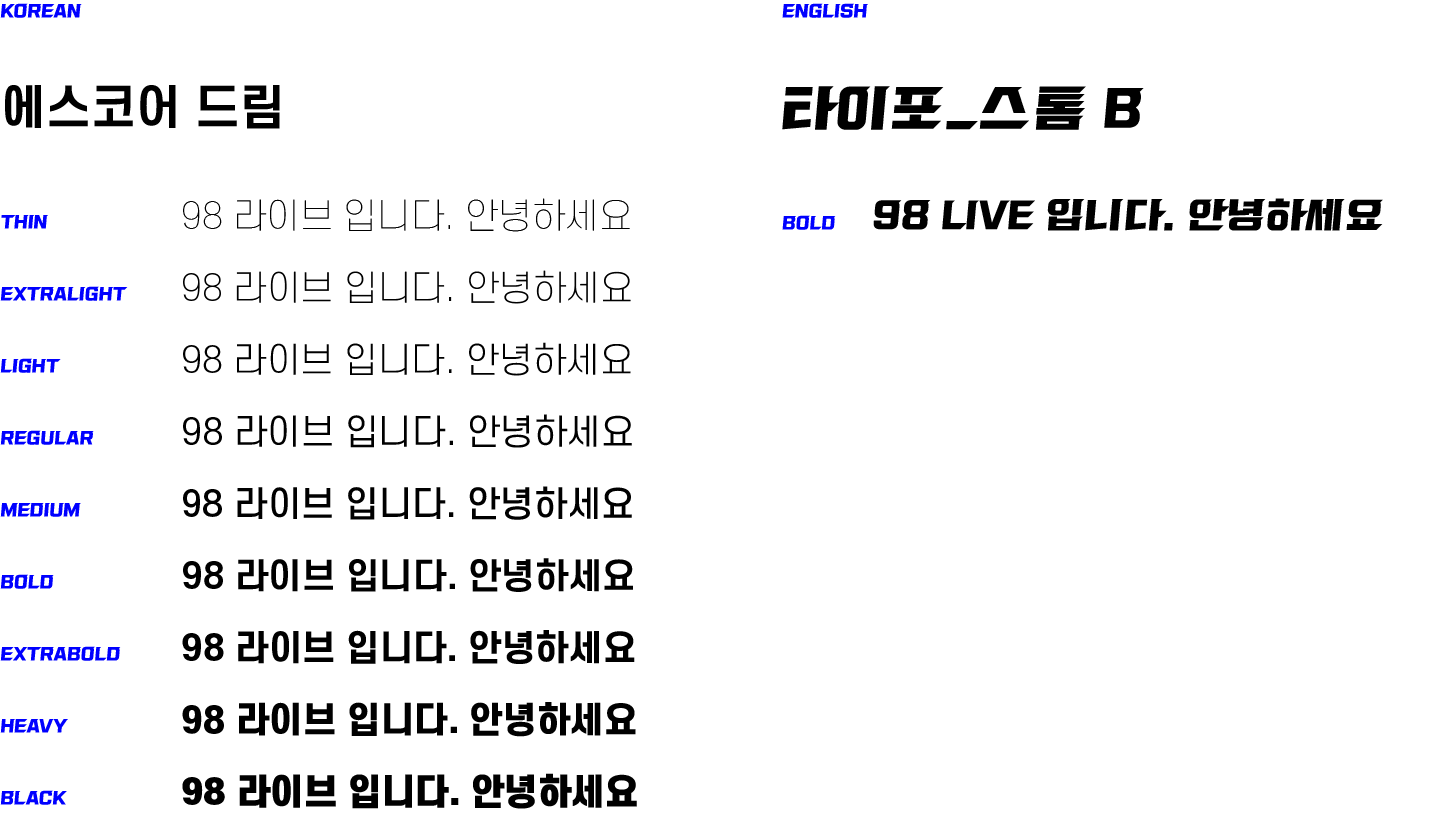 KOREAN
에스코어 드림
THIN 98 라이브 입니다. 안녕하세요
EXTRALIGHT 98 라이브 입니다. 안녕하세요
LIGHT 98 라이브 입니다. 안녕하세요
REGULAR 98 라이브 입니다. 안녕하세요
MEDIUM 98 라이브 입니다. 안녕하세요
BOLD 98 라이브 입니다. 안녕하세요
EXTRABOLD 98 라이브 입니다. 안녕하세요
HEAVY 98 라이브 입니다. 안녕하세요
BLACK 98 라이브 입니다. 안녕하세요
ENGLISH
타이포_스톰 B
BOLD 98 LIVE 입니다. 안녕하세요